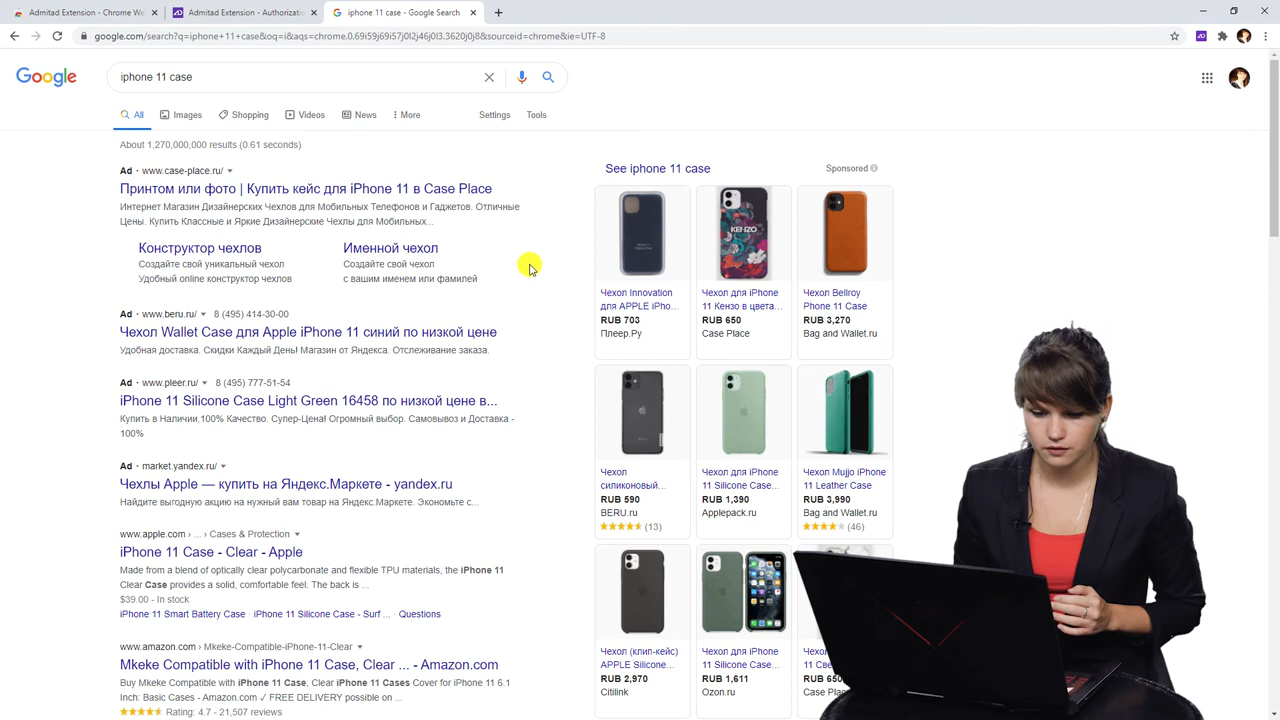 Admitad Extension - Chrome We
Admitad Extension - Authorizatio
iphone 11 case - Google Search
google.com/search?q=iphone+11+case&oq=i&aqs=chrome.0.69i59j69i57j0l2j46j0l3.3620j0j8&sourceid=chrome&ie=UTF-8
Google
iphone 11 case
All
Images
Shopping
Videos
News
More
Settings
Tools
About 1,270,000,000 results (0.61 seconds)
Ad · www.case-place.ru/
Принтом или фото | Купить кейс для iPhone 11 в Case Place
Интернет Магазин Дизайнерских Чехлов для Мобильных Телефонов и Гаджетов. Отличные
Цены. Купить Классные и Яркие Дизайнерские Чехлы для Мобильных...
Конструктор чехлов
Создайте свой уникальный чехол
Удобный online конструктор чехлов
Именной чехол
Создайте свой чехол
с вашим именем или фамилей
Ad · www.beru.ru/ 8 (495) 414-30-00
Чехол Wallet Case для Apple iPhone 11 синий по низкой цене
Удобная доставка. Скидки Каждый День! Магазин от Яндекса. Отслеживание заказа.
Ad · www.pleer.ru/ 8 (495) 777-51-54
iPhone 11 Silicone Case Light Green 16458 по низкой цене в...
Купить в Наличии.100% Качество. Супер-Цена! Огромный выбор. Самовывоз и Доставка -
100%
Ad · market.yandex.ru/
Чехлы Apple — купить на Яндекс.Маркете - yandex.ru
Найдите выгодную акцию на нужный вам товар на Яндекс.Маркете. Экономьте с...
www.apple.com › ... › Cases & Protection
iPhone 11 Case - Clear - Apple
Made from a blend of optically clear polycarbonate and flexible TPU materials, the iPhone 11
Clear Case provides a solid, comfortable feel. The back is ...
$39.00 - In stock
iPhone 11 Smart Battery Case · iPhone 11 Silicone Case - Surf ... · Questions
www.amazon.com › Mkeke-Compatible-iPhone-11-Clear
Mkeke Compatible with iPhone 11 Case, Clear ... - Amazon.com
Buy Mkeke Compatible with iPhone 11 Case, Clear iPhone 11 Cases Cover for iPhone 11 6.1
Inch: Basic Cases - Amazon.com ✓ FREE DELIVERY possible on ...
Rating: 4.7 - 21,507 reviews
See iphone 11 case
Sponsored
KENZO
Чехол Innovation
для APPLE iPho...
RUB 703
Плеер.Ру
Чехол для iPhone
11 Кензо в цвета...
RUB 650
Case Place
Чехол Bellroy
Phone 11 Case
RUB 3,270
Bag and Wallet.ru
Чехол
силиконовый...
RUB 590
BERU.ru
(13)
Чехол для iPhone
11 Silicone Case...
RUB 1,390
Applepack.ru
Чехол Mujjo iPhone
11 Leather Case
RUB 3,990
Bag and Wallet.ru
(46)
Чехол (клип-кейс)
APPLE Silicone...
RUB 2,970
Citilink
Чехол для iPhone
11 Silicone Case...
RUB 1,611
Ozon.ru